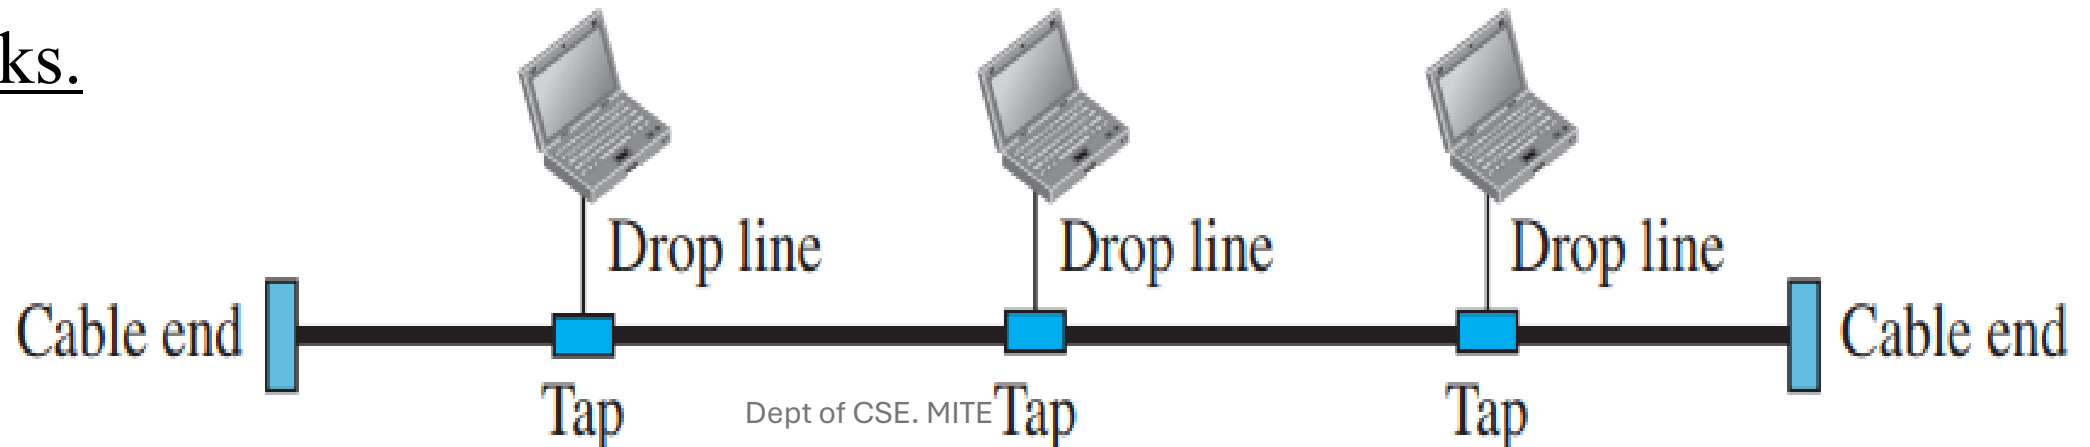 ks.
Drop line Drop line Drop line
Cable end Cable end
Tap Dept of CSE. MITE Tap Tap